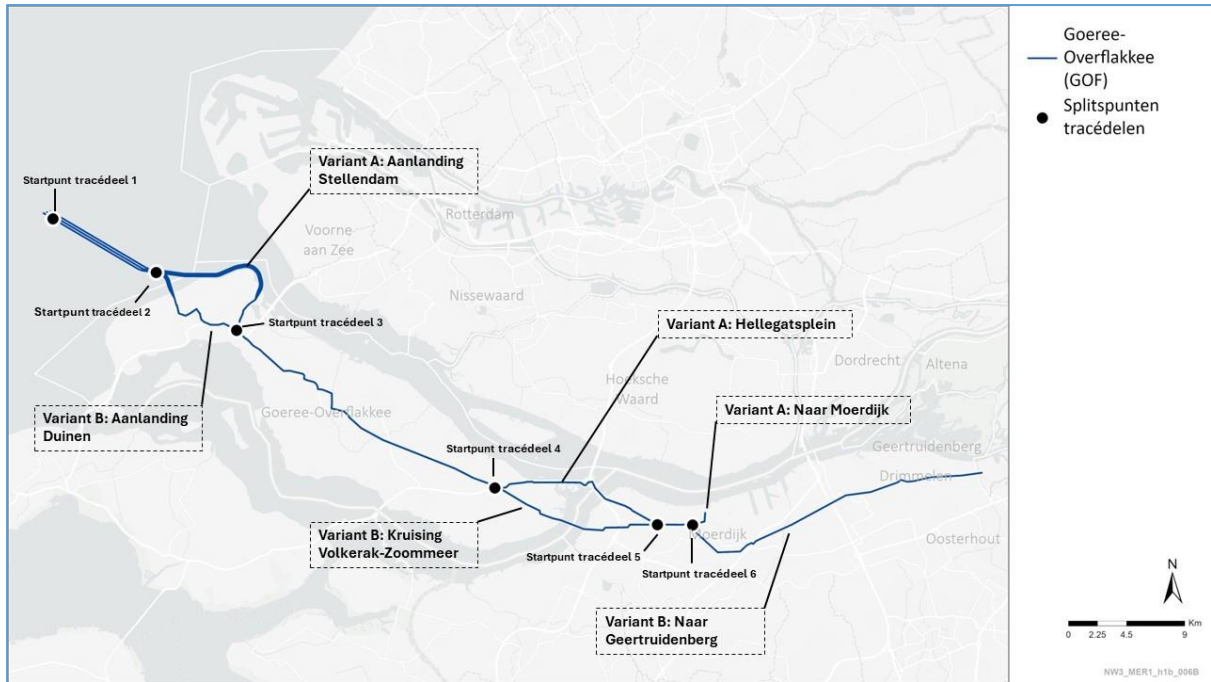 Startpunt tracédeel 1
Variant A: Aanlanding
Stellendam
Rotterdam
Voorne
aan Zee
Startpunt tracédeel 2
Nissewaard
Startpunt tracédeel 3
Variant A: Hellegatsplein
Dordrecht
Altena
Hoeksche
Waard
Variant B: Aanlanding
Duinen
Goeree-Overflakkee
Variant A: Naar Moerdijk
Startpunt tracédeel 4
Geertruidenberg
Drimmelen
Variant B: Kruising
Volkerak-Zoommeer
Moerdijk
Startpunt tracédeel 5
Oosterhout
Startpunt tracédeel 6
Variant B: Naar
Geertruidenberg
Goeree-
Overflakkee
(GOF)
Splitspunten
tracédelen
N
Km
0 2.25 4.5 9
NW3_MER1_h1b_006B